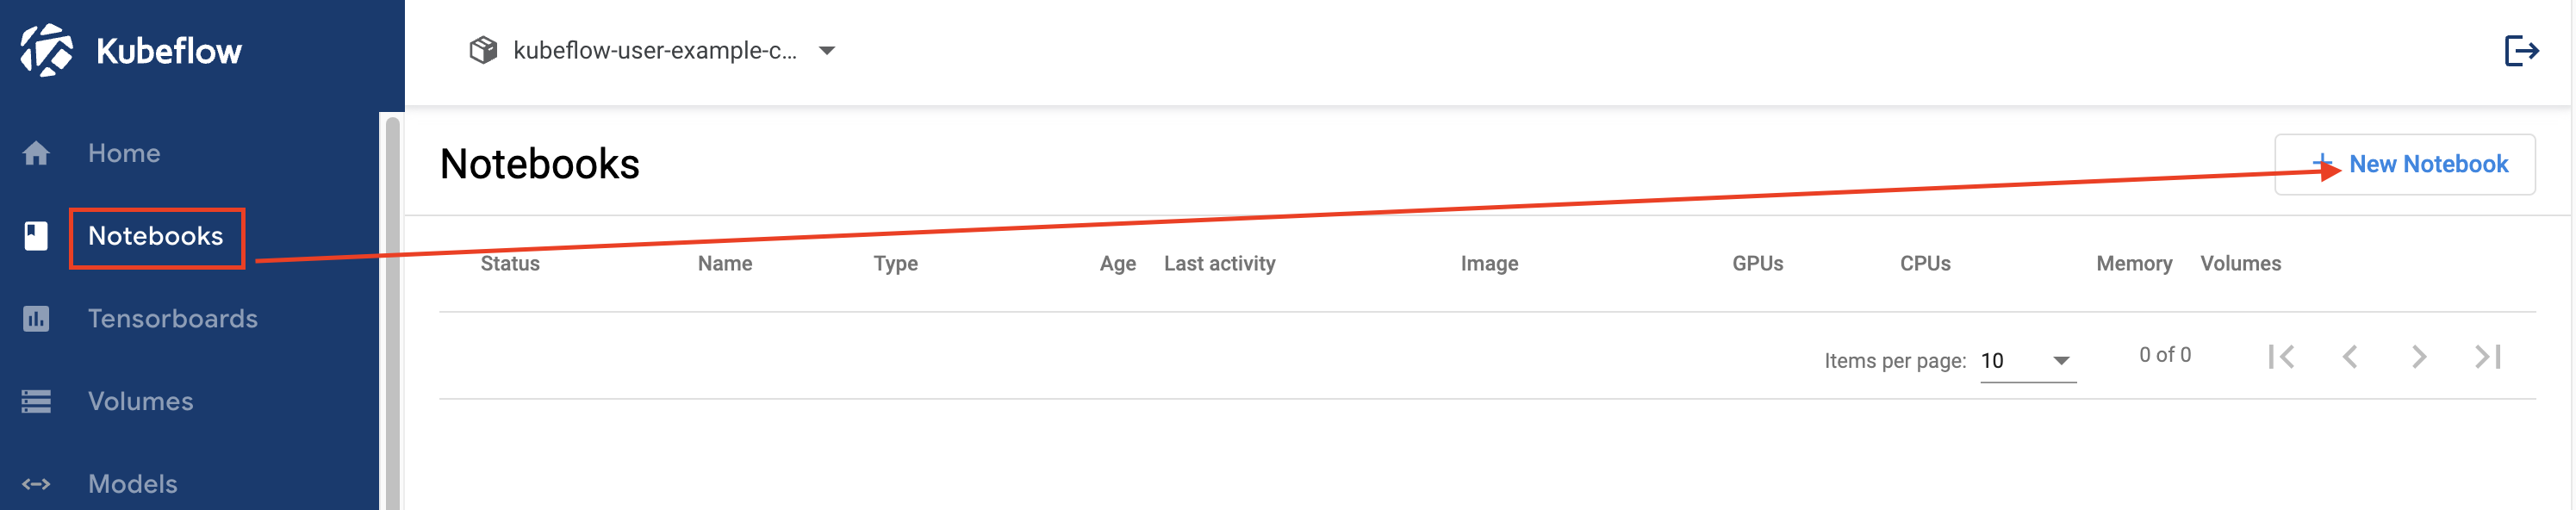 Kubeflow
kubeflow-user-example-c...
Home
Notebooks
Tensorboards
Volumes
Models
Notebooks
New Notebook
Status Name Type Age Last activity Image GPUs CPUs Memory Volumes
Items per page: 10 0 of 0